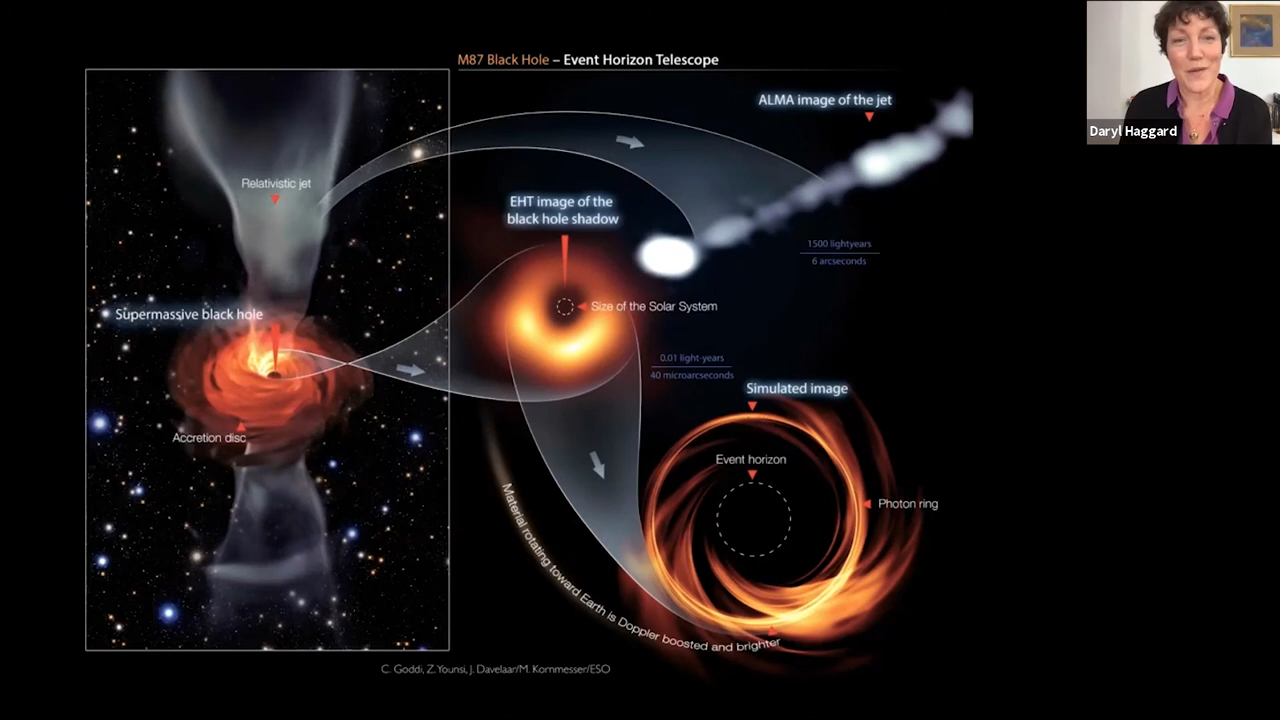 M87 Black Hole – Event Horizon Telescope
ALMA image of the jet
Daryl Haggard
Relativistic jet
EHT image of the
black hole shadow
1500 lightyears
6 arcseconds
Size of the Solar System
Supermassive black hole
0.01 light-years
40 microarcseconds
Simulated image
Accretion disc
Event horizon
Photon ring
Material rotating toward Earth is Doppler boosted and brighter
C. Goddi, Z. Younsi, J. Davelaar/M. Kornmesser/ESO